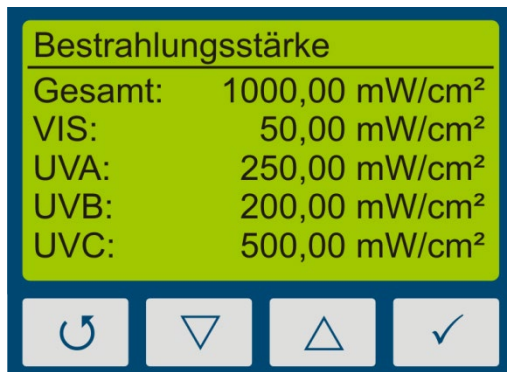 Bestrahlungsstärke
Gesamt: 1000,00 mW/cm²
VIS: 50,00 mW/cm²
UVA: 250,00 mW/cm²
UVB: 200,00 mW/cm²
UVC: 500,00 mW/cm²